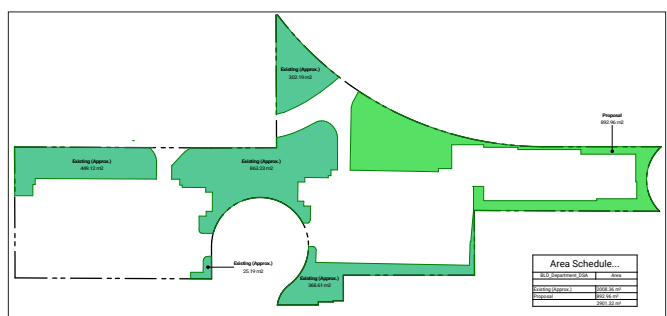 Existing (Approx.)
302.19 m2
Proposal
892.96 m2
Existing (Approx.)
449.12 m2
Existing (Approx.)
863.23 m2
Existing (Approx.)
25.19 m2
Existing (Approx.)
368.61 m2
Area Schedule...
BLD_Department_DSA Area
Existing (Approx.) 2008.36 m²
Proposal 892.96 m²
2901.32 m²